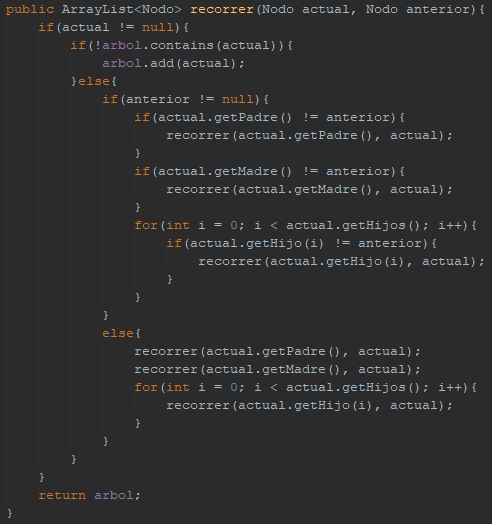 public ArrayList<Nodo> recorrer(Nodo actual, Nodo anterior){
    if(actual != null){
        if(!arbol.contains(actual)){
            arbol.add(actual);
        }else{
            if(anterior != null){
                if(actual.getPadre() != anterior){
                    recorrer(actual.getPadre(), actual);
                }
                if(actual.getMadre() != anterior){
                    recorrer(actual.getMadre(), actual);
                }
                for(int i = 0; i < actual.getHijos(); i++){
                    if(actual.getHijo(i) != anterior){
                        recorrer(actual.getHijo(i), actual);
                    }
                }
            }
            else{
                recorrer(actual.getPadre(), actual);
                recorrer(actual.getMadre(), actual);
                for(int i = 0; i < actual.getHijos(); i++){
                    recorrer(actual.getHijo(i), actual);
                }
            }
        }
    }
    return arbol;
}